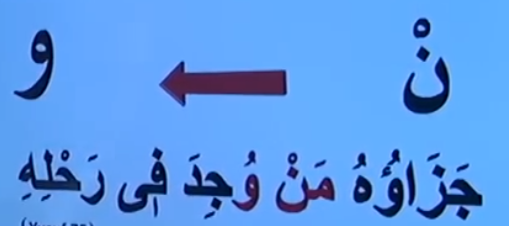 نْ و
جَزَاؤُهُ مَنْ وُجِدَ فِى رَحْلِهِ